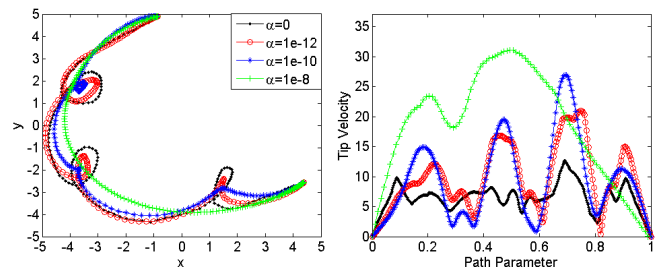 α=0
α=1e-12
α=1e-10
α=1e-8
5
4
3
2
1
0
-1
-2
-3
-4
-5
y
-5 -4 -3 -2 -1 0 1 2 3 4 5
x
35
30
25
20
15
10
5
0
Tip Velocity
0 0.2 0.4 0.6 0.8 1
Path Parameter